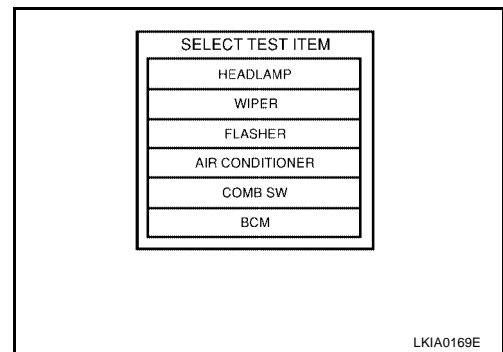 SELECT TEST ITEM
HEADLAMP
WIPER
FLASHER
AIR CONDITIONER
COMB SW
BCM
LKIA0169E